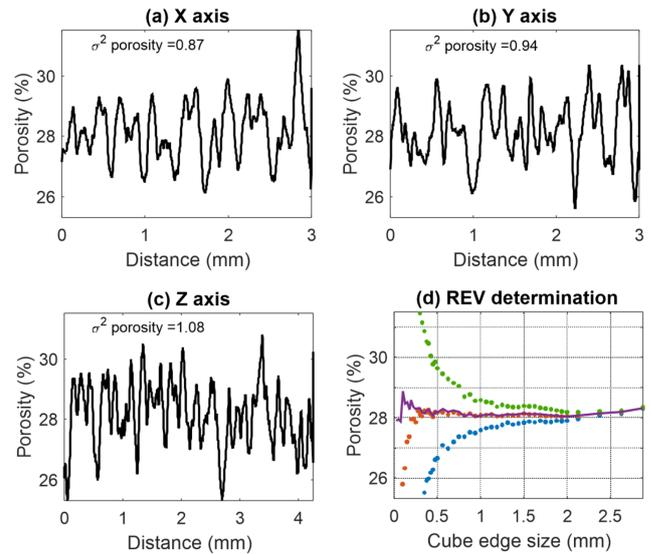 (a) X axis
σ² porosity =0.87
Porosity (%)
30
28
26
0 1 2 3
Distance (mm)
(b) Y axis
σ² porosity =0.94
Porosity (%)
30
28
26
0 1 2 3
Distance (mm)
(c) Z axis
σ² porosity =1.08
Porosity (%)
30
28
26
0 1 2 3 4
Distance (mm)
(d) REV determination
Porosity (%)
30
28
26
0 0.5 1 1.5 2 2.5
Cube edge size (mm)